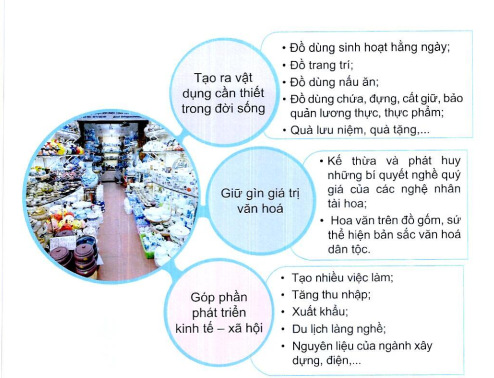 Tạo ra vật
dụng cần thiết
trong đời sống
• Đồ dùng sinh hoạt hằng ngày;
• Đồ trang trí;
• Đồ dùng nấu ăn;
• Đồ dùng chứa, đựng, cất giữ, bảo
quản lương thực, thực phẩm;
• Quà lưu niệm, quà tặng,...
Giữ gìn giá trị
văn hoá
• Kế thừa và phát huy
những bí quyết nghề quý
giá của các nghệ nhân
tài hoa;
• Hoa văn trên đồ gốm, sứ
thể hiện bản sắc văn hoá
dân tộc.
Góp phần
phát triển
kinh tế – xã hội
• Tạo nhiều việc làm;
• Tăng thu nhập;
• Xuất khẩu;
• Du lịch làng nghề;
• Nguyên liệu của ngành xây
dựng, điện,...